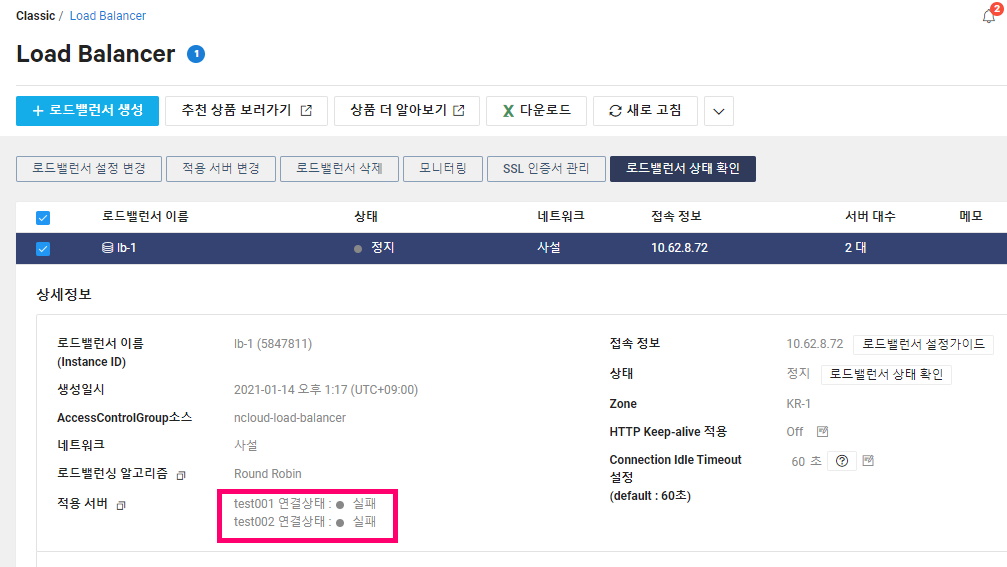 Classic / Load Balancer
2
Load Balancer 1
+ 로드밸런서 생성 추천 상품 보러가기 상품 더 알아보기 다운로드 새로 고침
로드밸런서 설정 변경 적용 서버 변경 로드밸런서 삭제 모니터링 SSL 인증서 관리 로드밸런서 상태 확인
로드밸런서 이름 상태 네트워크 접속 정보 서버 대수 메모
lb-1 정지 사설 10.62.8.72 2 대
상세정보
로드밸런서 이름 lb-1 (5847811)
(Instance ID)
생성일시 2021-01-14 오후 1:17 (UTC+09:00)
AccessControlGroup소스 ncloud-load-balancer
네트워크 사설
로드밸런싱 알고리즘 Round Robin
적용 서버 test001 연결상태 : 실패
test002 연결상태 : 실패
접속 정보 10.62.8.72 로드밸런서 설정가이드
상태 정지 로드밸런서 상태 확인
Zone KR-1
HTTP Keep-alive 적용 Off
Connection Idle Timeout 60 초 ?
설정
(default : 60초)